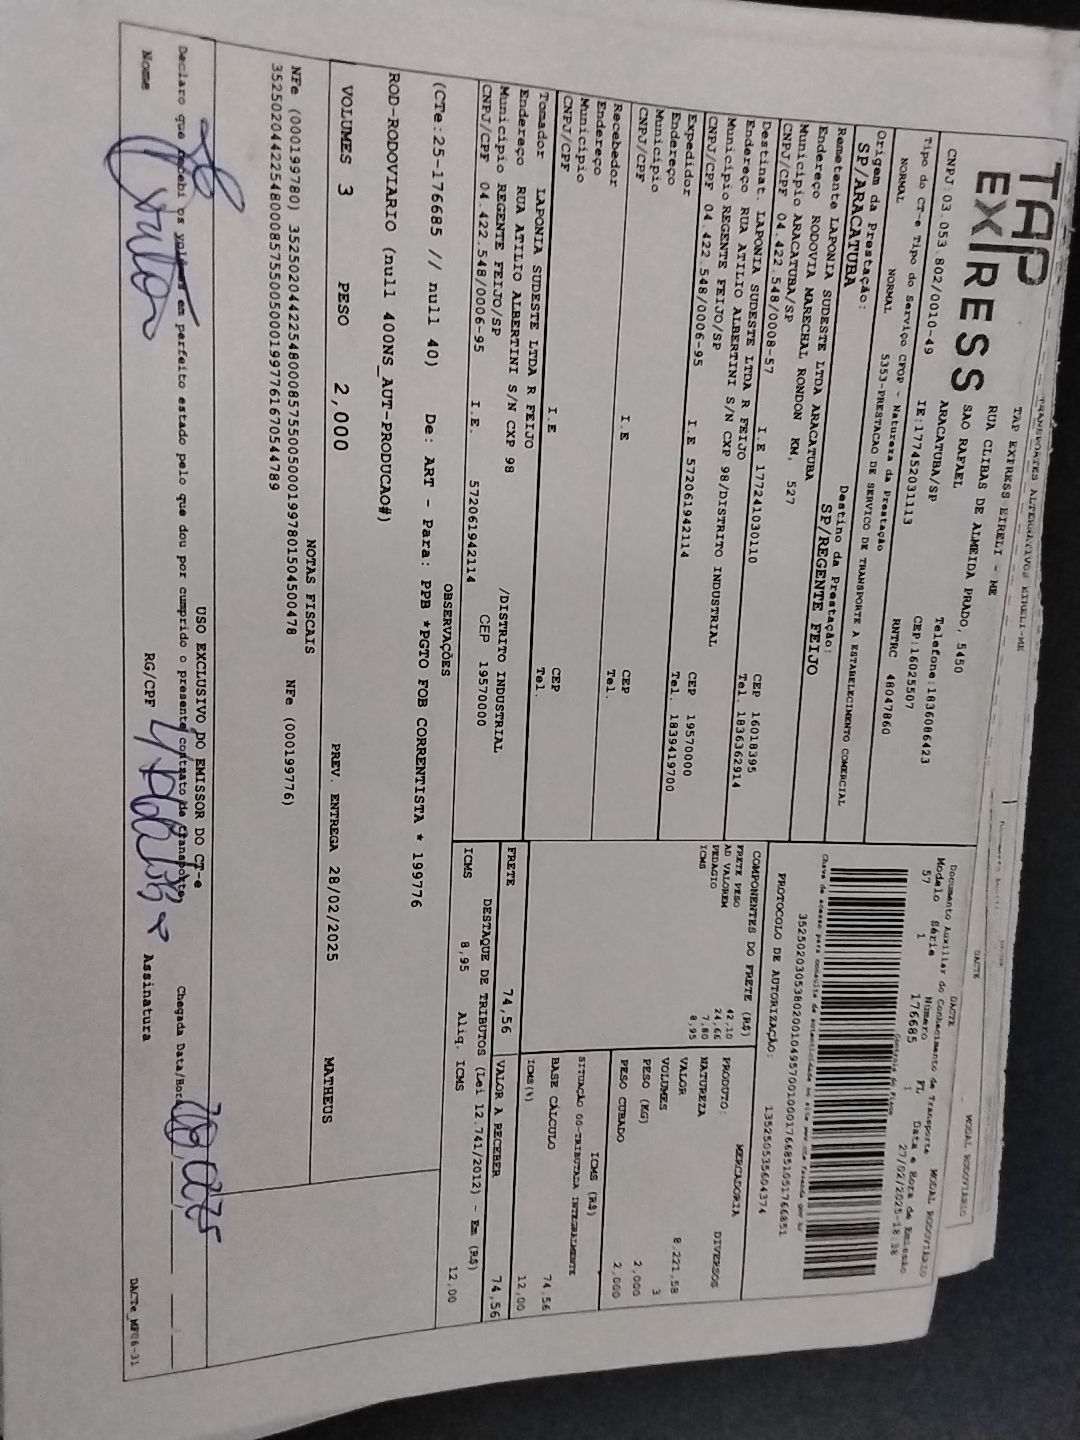 TRANSPORTES ALTERNATIVOS EIRELI-ME
DACTE
MODAL RODOVIARIO
TAP
EXPRESS
TAP EXPRESS EIRELI - ME
RUA CLIBAS DE ALMEIDA PRADO, 5450
SAO RAFAEL
Telefone:1836086423
ARACATUBA/SP
CEP:16025507
CNPJ:03.053.802/0010-49
IE:177452031113
RNTRC 48047860
DACTE
Documento Auxiliar do Conhecimento de Transporte
MODAL RODOVIÁRIO
Modelo Série Número FL Data e Hora de Emissão
57 1 176685 1 27/02/2025-18:38
Controle do Fisco
Tipo do CT-e Tipo do Serviço CFOP - Natureza da Prestação
NORMAL NORMAL 5353-PRESTACAO DE SERVICO DE TRANSPORTE A ESTABELECIMENTO COMERCIAL
Chave de acesso para consulta de autenticidade no site
35250203053802001049570010001766851051766851
PROTOCOLO DE AUTORIZAÇÃO: 135250535604374
Origem da Prestação: Destino da Prestação:
SP/ARACATUBA SP/REGENTE FEIJO
Remetente LAPONIA SUDESTE LTDA ARACATUBA
Endereço RODOVIA MARECHAL RONDON KM, 527
Municipio ARACATUBA/SP CEP 16018395
CNPJ/CPF 04.422.548/0008-57 I.E 177241030110 Tel. 1836362914
Destinat. LAPONIA SUDESTE LTDA R FEIJO
Endereço RUA ATILIO ALBERTINI S/N CXP 98/DISTRITO INDUSTRIAL
Municipio REGENTE FEIJO/SP CEP 19570000
CNPJ/CPF 04.422.548/0006-95 I.E 572061942114 Tel. 1839419700
Expedidor
Endereço
Municipio CEP
CNPJ/CPF I.E Tel.
Recebedor
Endereço
Municipio CEP
CNPJ/CPF I.E Tel.
Tomador LAPONIA SUDESTE LTDA R FEIJO
Endereço RUA ATILIO ALBERTINI S/N CXP 98 /DISTRITO INDUSTRIAL
Municipio REGENTE FEIJO/SP CEP 19570000
CNPJ/CPF 04.422.548/0006-95 I.E. 572061942114
COMPONENTES DO FRETE (R$)
FRETE PESO 42,10
AD VALOREM 24,66
PEDAGIO 7,80
ICMS 8,95
MERCADORIA
PRODUTO: DIVERSOS
NATUREZA
VALOR 8.221,58
VOLUMES 3
PESO (KG) 2,000
PESO CUBADO 2,000
ICMS (R$)
SITUAÇÃO 00-TRIBUTADA INTEGRALMENTE
BASE CÁLCULO 74,56
ICMS(%) 12,00
FRETE 74,56 VALOR A RECEBER 74,56
DESTAQUE DE TRIBUTOS (Lei 12.741/2012) - Em (R$)
ICMS 8,95 Aliq. ICMS 12,00
OBSERVAÇÕES
(CTe:25-176685 // null 40) De: ART - Para: PPB *PGTO FOB CORRENTISTA * 199776
ROD-RODOVIARIO (null 400NS_AUT-PRODUCAO#)
VOLUMES 3 PESO 2,000 PREV. ENTREGA 28/02/2025 MATHEUS
NOTAS FISCAIS
NFe (000199780) 35250204422548000857550050001997801504500478 NFe (000199776)
35250204422548000857550050001997761670544789
USO EXCLUSIVO DO EMISSOR DO CT-e
Declaro que recebi os volumes em perfeito estado pelo que dou por cumprido o presente contrato de transporte
Chegada Data/Hora
Nome RG/CPF Assinatura
DACTe_MF06-31